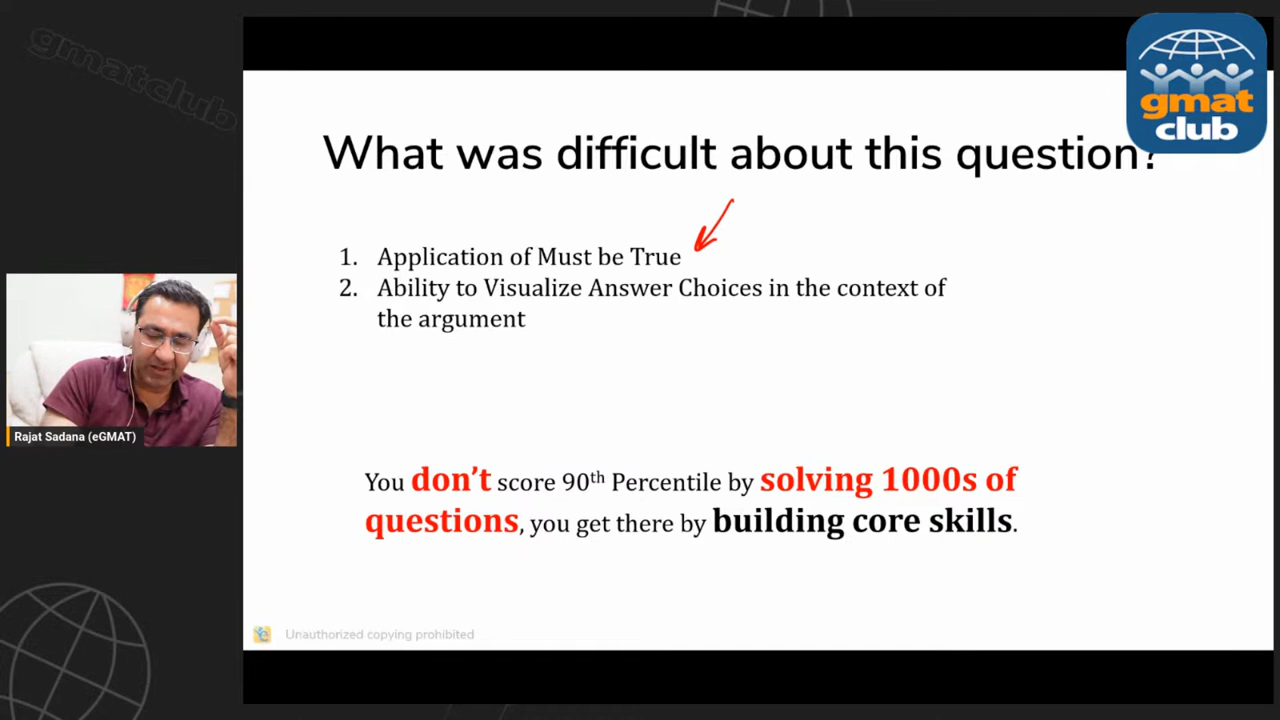 gmatclub
gmat
club
What was difficult about this question?
1. Application of Must be True
2. Ability to Visualize Answer Choices in the context of
the argument
Rajat Sadana (eGMAT)
You don't score 90th Percentile by solving 1000s of
questions, you get there by building core skills.
Unauthorized copying prohibited